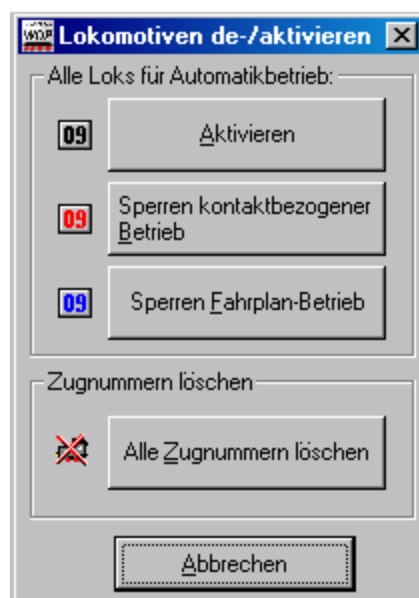 Lokomotiven de-/aktivieren
Alle Loks für Automatikbetrieb:
09
Aktivieren
09
Sperren kontaktbezogener
Betrieb
09
Sperren Fahrplan-Betrieb
Zugnummern löschen
Alle Zugnummern löschen
Abbrechen